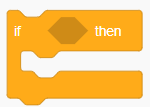 if then